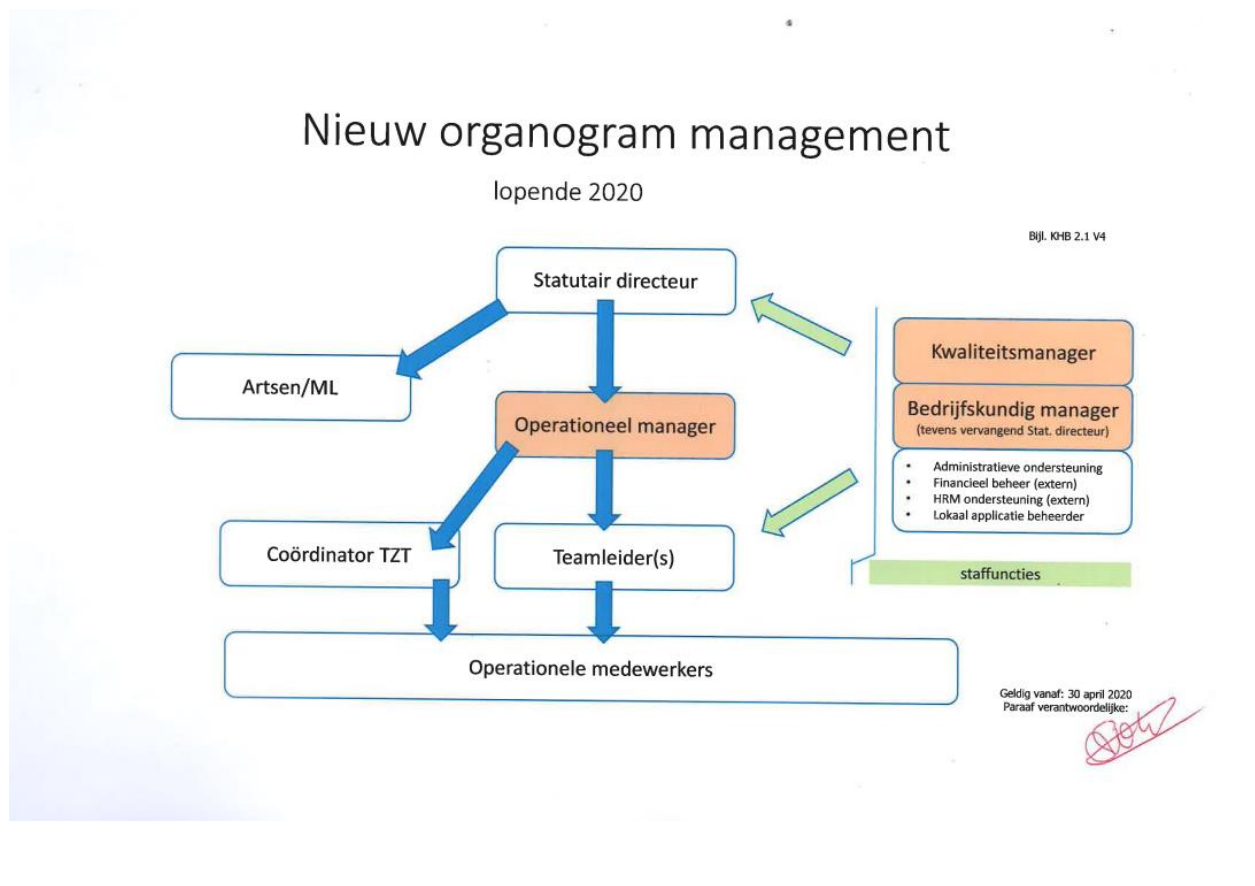 Nieuw organogram management
lopende 2020
Bijl. KHB 2.1 V4
Statutair directeur
Artsen/ML
Operationeel manager
Coördinator TZT
Teamleider(s)
Operationele medewerkers
Kwaliteitsmanager
Bedrijfskundig manager
(tevens vervangend Stat. directeur)
• Administratieve ondersteuning
• Financieel beheer (extern)
• HRM ondersteuning (extern)
• Lokaal applicatie beheerder
staffuncties
Geldig vanaf: 30 april 2020
Paraaf verantwoordelijke: